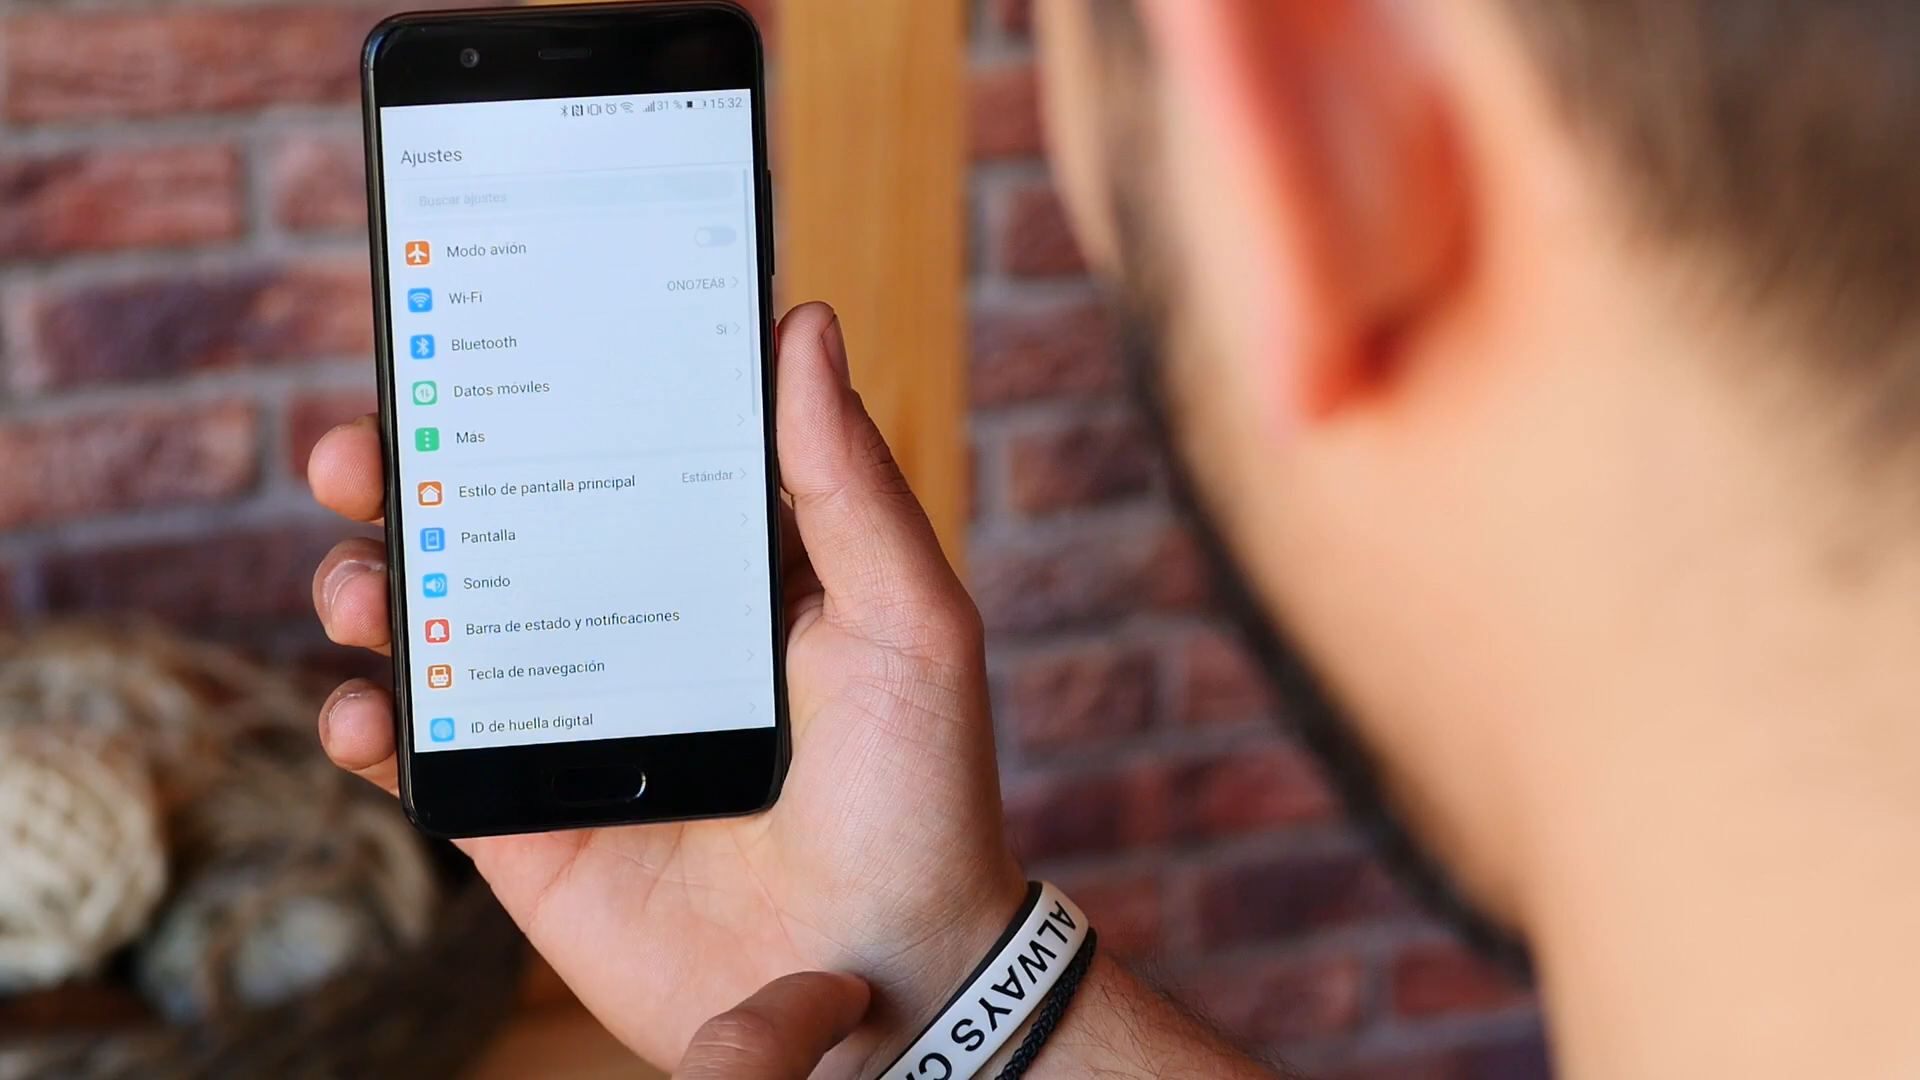 31 % 15:32
Ajustes
Buscar ajustes
Modo avión
Wi-Fi ONO7EA8
Bluetooth Sí
Datos móviles
Más
Estilo de pantalla principal Estándar
Pantalla
Sonido
Barra de estado y notificaciones
Tecla de navegación
ID de huella digital
ALWAYS